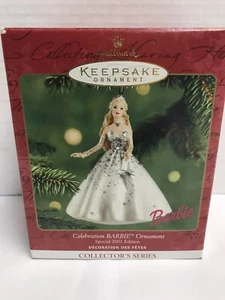 Hallmark
KEEPSAKE
ORNAMENT
Barbie
Celebration BARBIE™ Ornament
Special 2001 Edition
DÉCORATION DES FÊTES
COLLECTOR'S SERIES